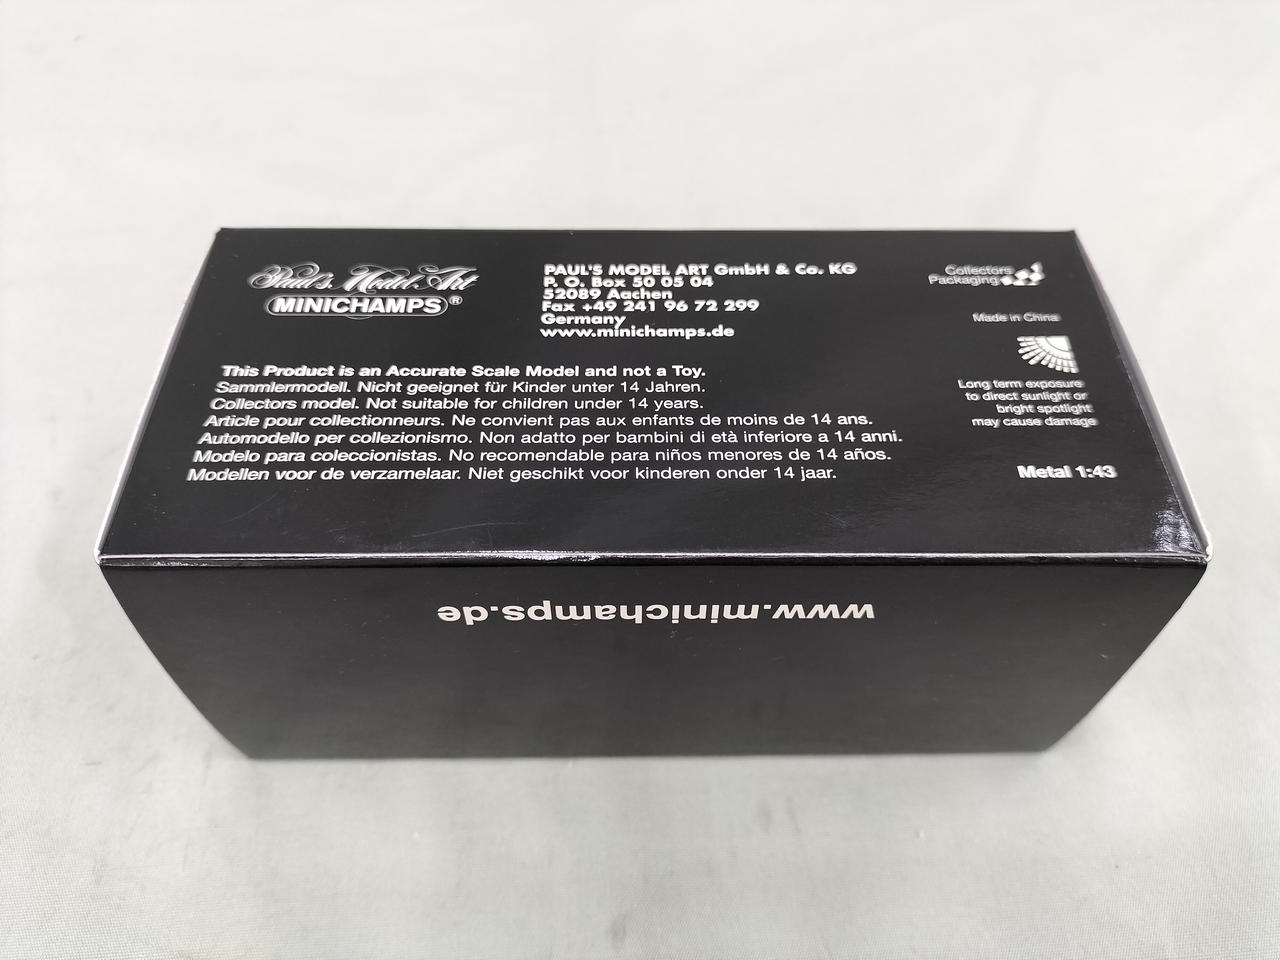 Paul's Model Art
MINICHAMPS®
PAUL'S MODEL ART GmbH & Co. KG
P. O. Box 50 05 04
52089 Aachen
Fax +49 241 96 72 299
Germany
www.minichamps.de
This Product is an Accurate Scale Model and not a Toy.
Sammlermodell. Nicht geeignet für Kinder unter 14 Jahren.
Collectors model. Not suitable for children under 14 years.
Article pour collectionneurs. Ne convient pas aux enfants de moins de 14 ans.
Automodello per collezionismo. Non adatto per bambini di età inferiore a 14 anni.
Modelo para coleccionistas. No recomendable para niños menores de 14 años.
Modellen voor de verzamelaar. Niet geschikt voor kinderen onder 14 jaar.
Collectors
Packaging
Made in China
Long term exposure
to direct sunlight or
bright spotlight
may cause damage
Metal 1:43
www.minichamps.de